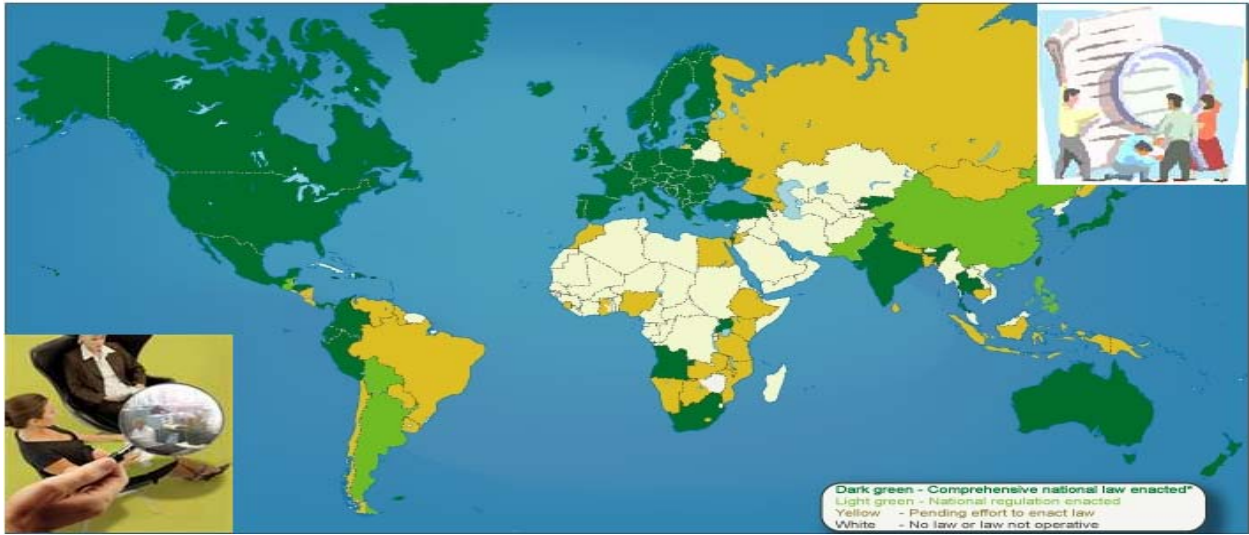 Dark green - Comprehensive national law enacted*
Light green - National regulation enacted
Yellow - Pending effort to enact law
White - No law or law not operative